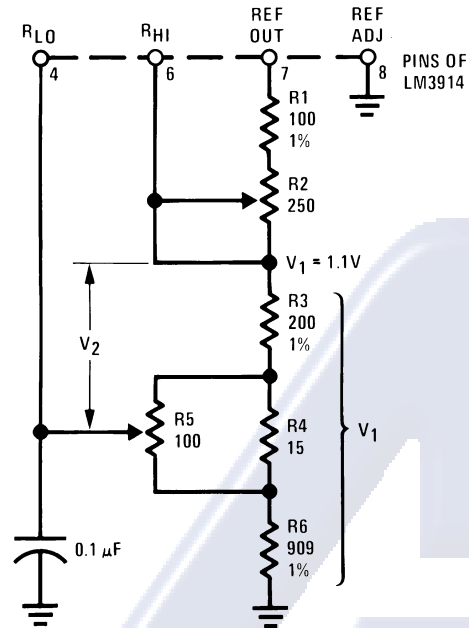 RLO
4
RHI
6
REF
OUT
7
REF
ADJ
8
PINS OF
LM3914
R1
100
1%
R2
250
V1 = 1.1V
R3
200
1%
V2
R5
100
R4
15
V1
R6
909
1%
0.1 μF